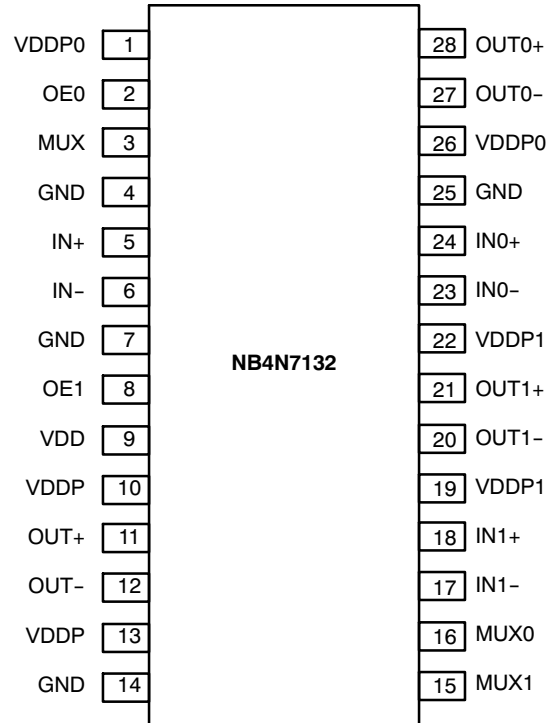 VDDP0 1 28 OUT0+
OE0 2 27 OUT0−
MUX 3 26 VDDP0
GND 4 25 GND
IN+ 5 24 IN0+
IN− 6 23 IN0−
GND 7 22 VDDP1
NB4N7132
OE1 8 21 OUT1+
VDD 9 20 OUT1−
VDDP 10 19 VDDP1
OUT+ 11 18 IN1+
OUT− 12 17 IN1−
VDDP 13 16 MUX0
GND 14 15 MUX1